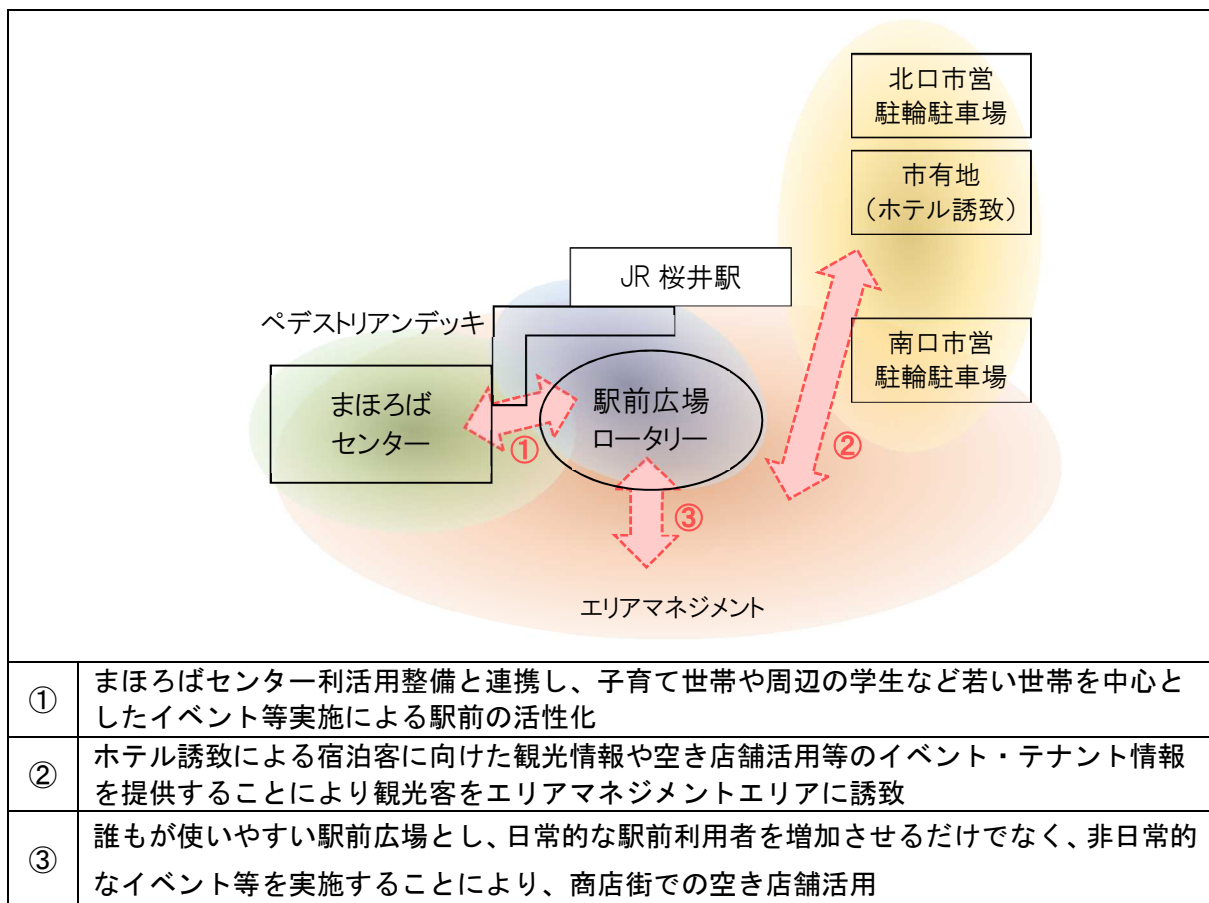 北口市営
駐輪駐車場
市有地
（ホテル誘致）
JR 桜井駅
ペデストリアンデッキ
南口市営
駐輪駐車場
まほろば
センター
駅前広場
ロータリー
①
②
③
エリアマネジメント
① まほろばセンター利活用整備と連携し、子育て世帯や周辺の学生など若い世帯を中心と
したイベント等実施による駅前の活性化
② ホテル誘致による宿泊客に向けた観光情報や空き店舗活用等のイベント・テナント情報
を提供することにより観光客をエリアマネジメントエリアに誘致
③ 誰もが使いやすい駅前広場とし、日常的な駅前利用者を増加させるだけでなく、非日常的
なイベント等を実施することにより、商店街での空き店舗活用